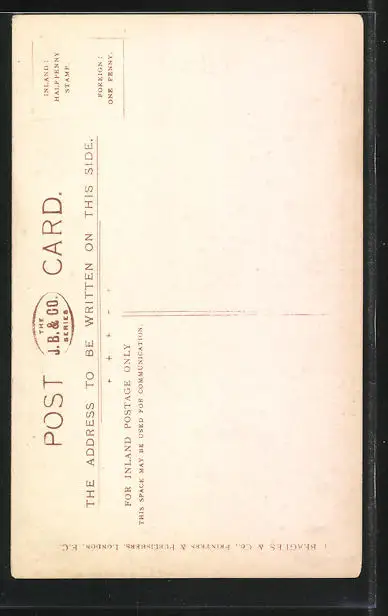 POST CARD.
THE
J.B. & CO.
SERIES
THE ADDRESS TO BE WRITTEN ON THIS SIDE.
INLAND:
HALFPENNY
STAMP
FOREIGN:
ONE PENNY.
FOR INLAND POSTAGE ONLY
THIS SPACE MAY BE USED FOR COMMUNICATION.
BEAGLES & CO., PRINTERS & PUBLISHERS, LONDON, E.C.